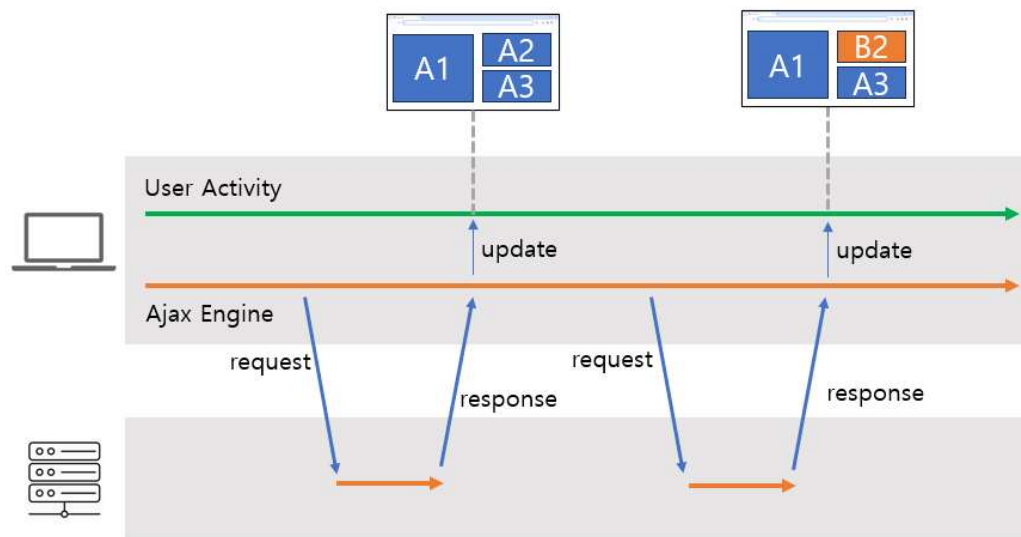 A1
A2
A3
A1
B2
A3
User Activity
update
update
Ajax Engine
request
request
response
response